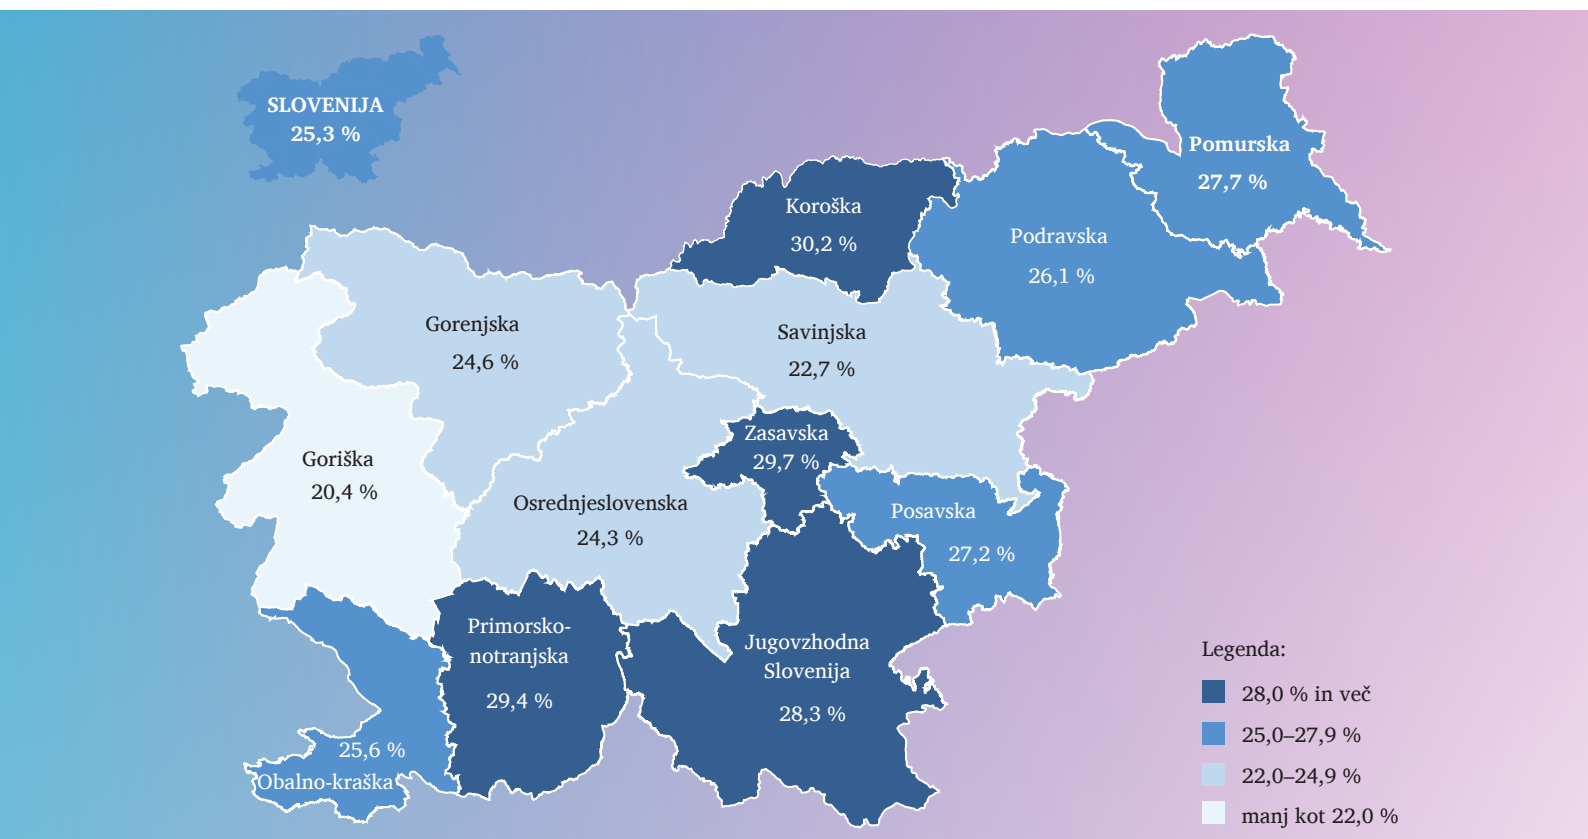 SLOVENIJA
25,3 %
Pomurska
27,7 %
Koroška
30,2 %
Podravska
26,1 %
Gorenjska
24,6 %
Savinjska
22,7 %
Zasavska
29,7 %
Goriška
20,4 %
Osrednjeslovenska
24,3 %
Posavska
27,2 %
Primorsko-
notranjska
29,4 %
Jugovzhodna
Slovenija
28,3 %
25,6 %
Obalno-kraška
Legenda:
28,0 % in več
25,0–27,9 %
22,0–24,9 %
manj kot 22,0 %